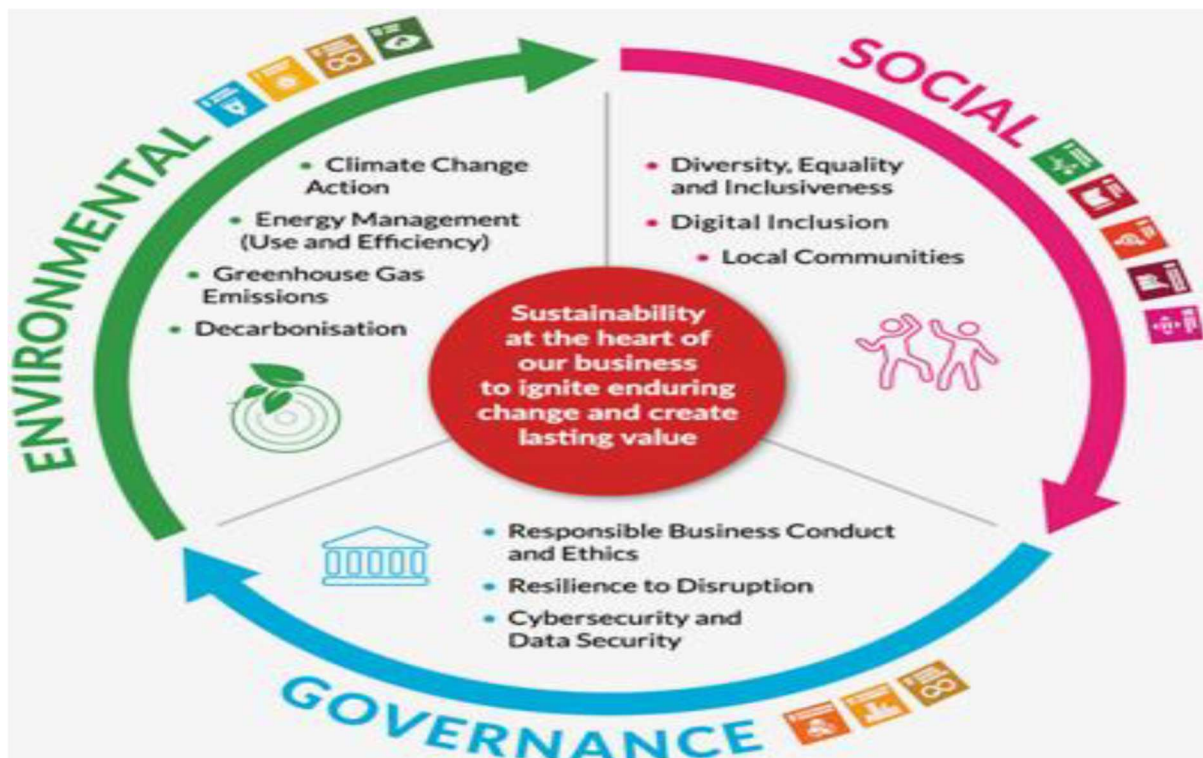 ENVIRONMENTAL
• Climate Change
Action
• Energy Management
(Use and Efficiency)
• Greenhouse Gas
Emissions
• Decarbonisation
SOCIAL
• Diversity, Equality
and Inclusiveness
• Digital Inclusion
• Local Communities
Sustainability
at the heart of
our business
to ignite enduring
change and create
lasting value
• Responsible Business Conduct
and Ethics
• Resilience to Disruption
• Cybersecurity and
Data Security
GOVERNANCE